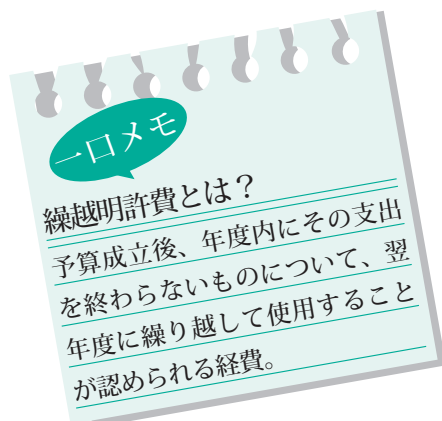 一口メモ
繰越明許費とは？
予算成立後、年度内にその支出
を終わらないものについて、翌
年度に繰り越して使用すること
が認められる経費。